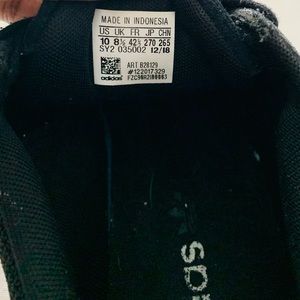 MADE IN INDONESIA
US UK FR JP CHN
10 8½ 42⅔ 270 265
SY2 035002 12/18
ART B28129
#122017329
adidas